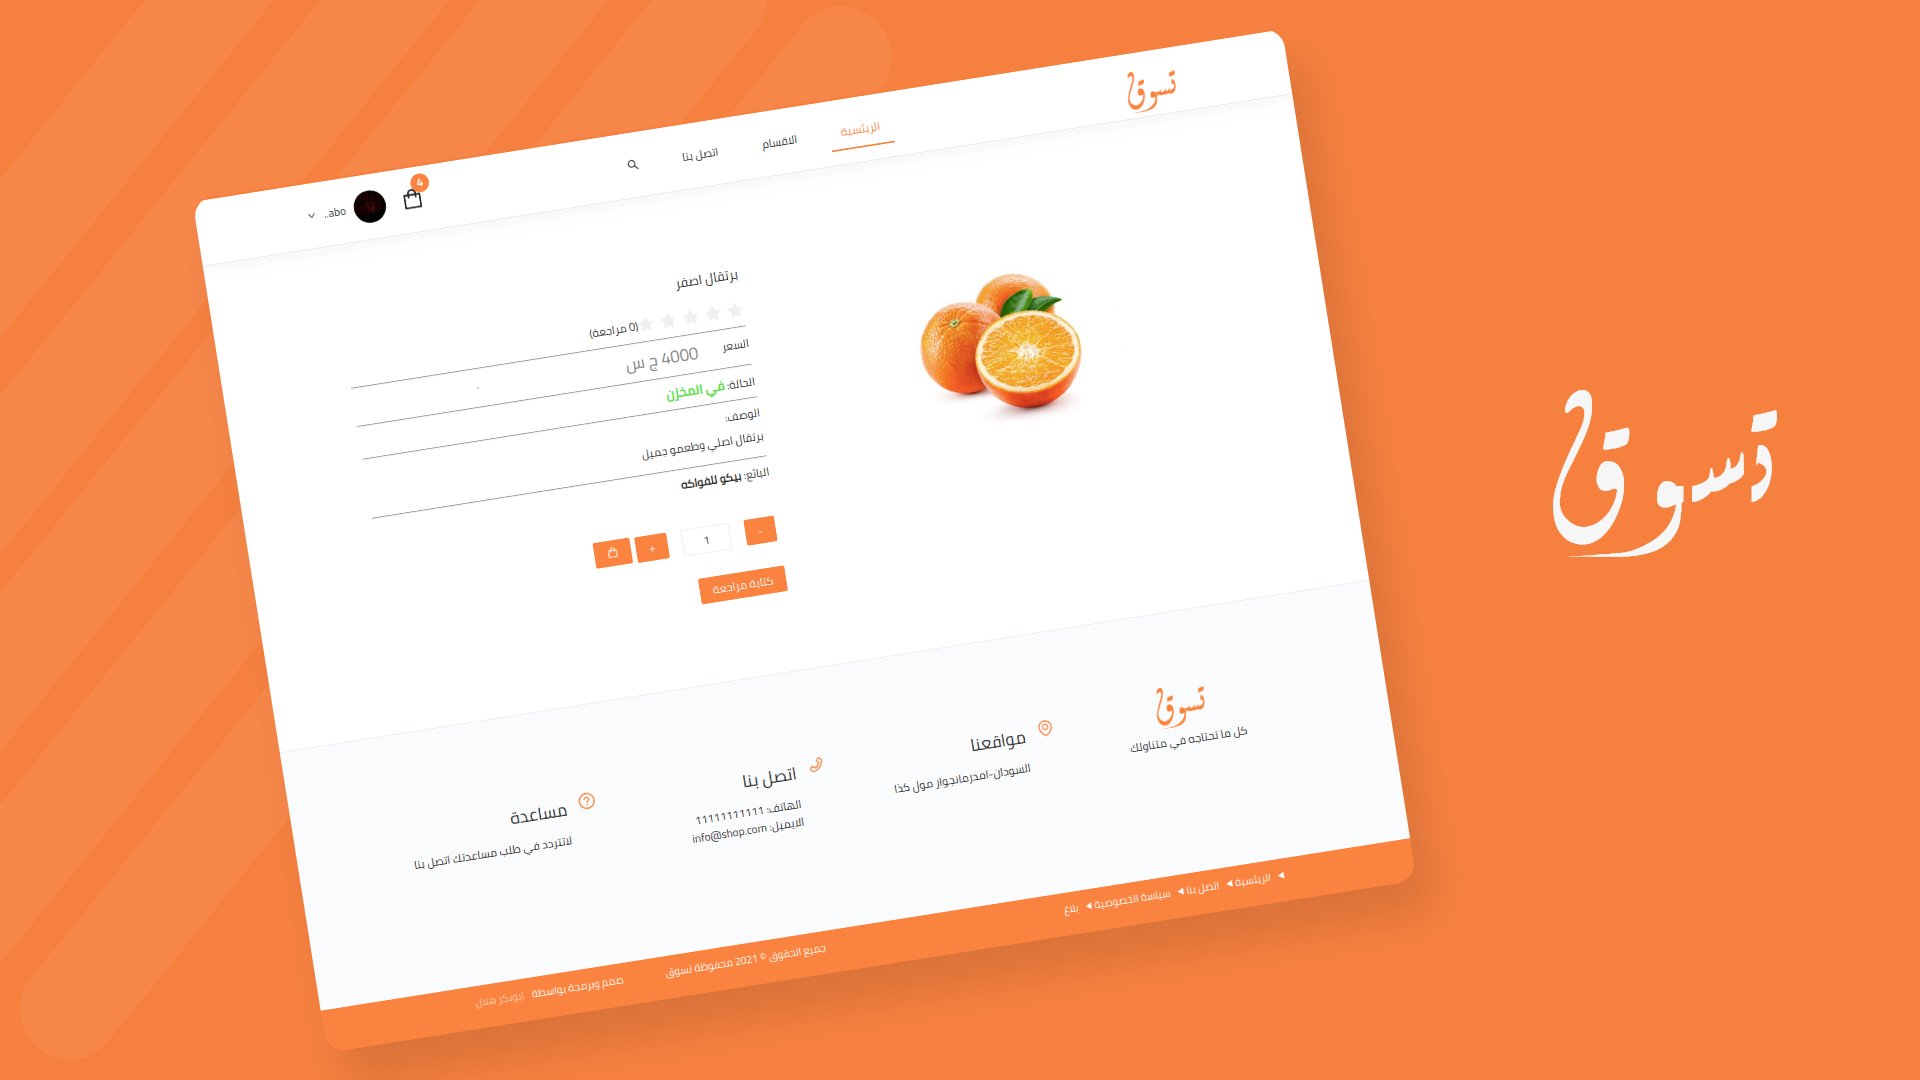 تسوق
الريئسية
الاقسام
اتصل بنا
4
abo..
برتقال اصفر
(0 مراجعة)
السعر 4000 ج س
الحالة: في المخزن
الوصف:
برتقال اصلي وطعمو جميل
البائع: بيكو للفواكه
- 1 +
كتابة مراجعة
تسوق
تسوق
كل ما تحتاجه في متناولك
مواقعنا
السودان-امدرمانجوار مول كذا
اتصل بنا
الهاتف: 11111111111
الايميل: info@shop.com
مساعدة
لاتتردد في طلب مساعدتك اتصل بنا
الريئسية
اتصل بنا
سياسة الخصوصية
بلاغ
جميع الحقوق © 2021 محفوظة تسوق
صمم وبرمجة بواسطة ابوبكر هلال